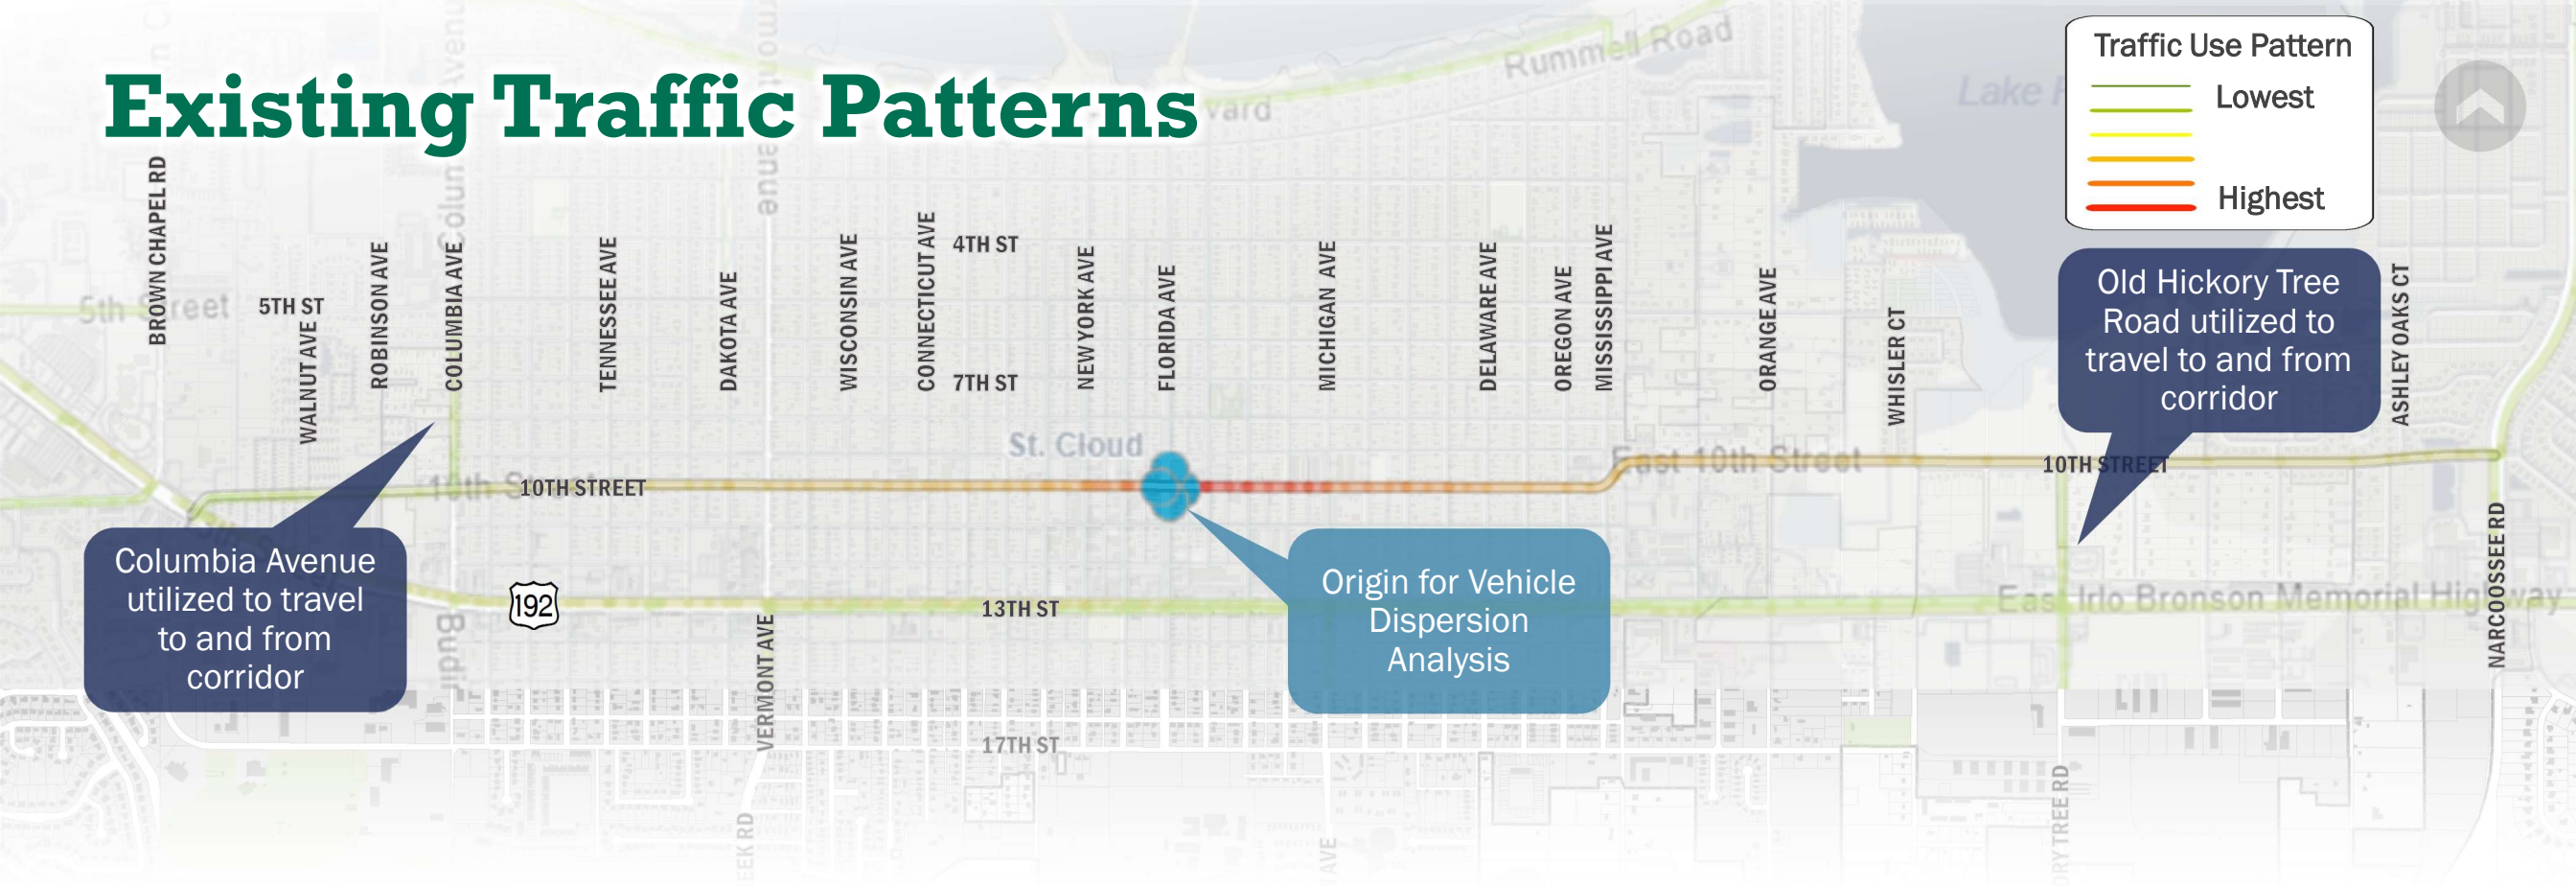 Existing Traffic Patterns
Traffic Use Pattern
Lowest
Highest
Rummell Road
Lake
BROWN CHAPEL RD
5TH ST
WALNUT AVE
ROBINSON AVE
COLUMBIA AVE
TENNESSEE AVE
DAKOTA AVE
WISCONSIN AVE
CONNECTICUT AVE
4TH ST
7TH ST
NEW YORK AVE
FLORIDA AVE
MICHIGAN AVE
DELAWARE AVE
OREGON AVE
MISSISSIPPI AVE
ORANGE AVE
WHISLER CT
ASHLEY OAKS CT
Old Hickory Tree
Road utilized to
travel to and from
corridor
St. Cloud
10TH STREET
East 10th Street
10TH STREET
Columbia Avenue
utilized to travel
to and from
corridor
192
13TH ST
Origin for Vehicle
Dispersion
Analysis
East Irlo Bronson Memorial Highway
NARCOOSSEE RD
VERMONT AVE
17TH ST